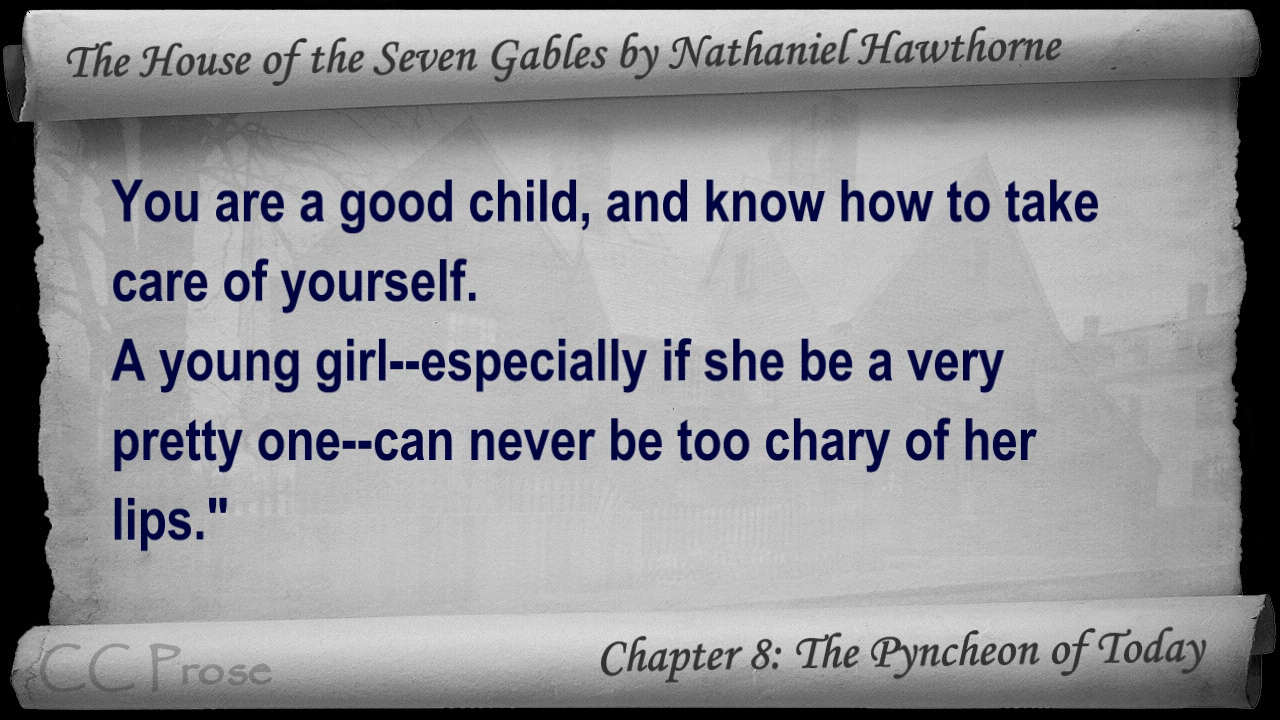 The House of the Seven Gables by Nathaniel Hawthorne
You are a good child, and know how to take
care of yourself.
A young girl--especially if she be a very
pretty one--can never be too chary of her
lips."
CC Prose
Chapter 8: The Pyncheon of Today